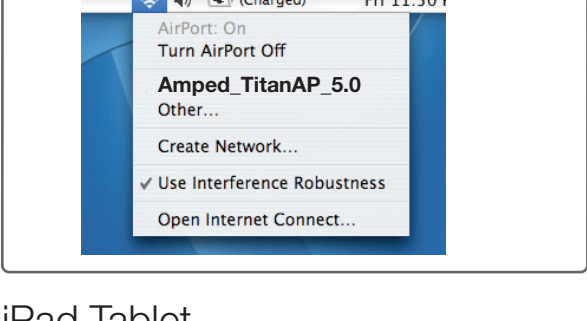 (Charged)
AirPort: On
Turn AirPort Off
Amped_TitanAP_5.0
Other...
Create Network...
✓ Use Interference Robustness
Open Internet Connect...
iPad Tablet